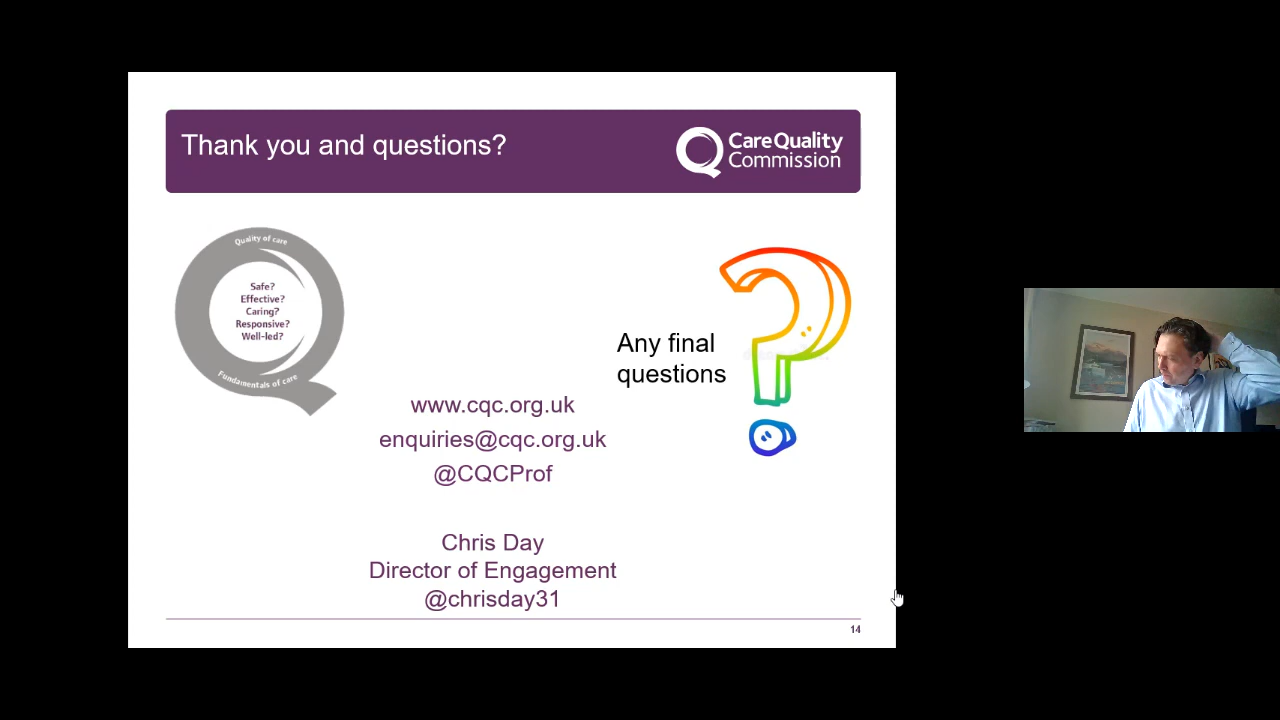 Thank you and questions?
CareQuality
Commission
Quality of care
Safe?
Effective?
Caring?
Responsive?
Well-led?
Fundamentals of care
Any final
questions
www.cqc.org.uk
enquiries@cqc.org.uk
@CQCProf
Chris Day
Director of Engagement
@chrisday31
14